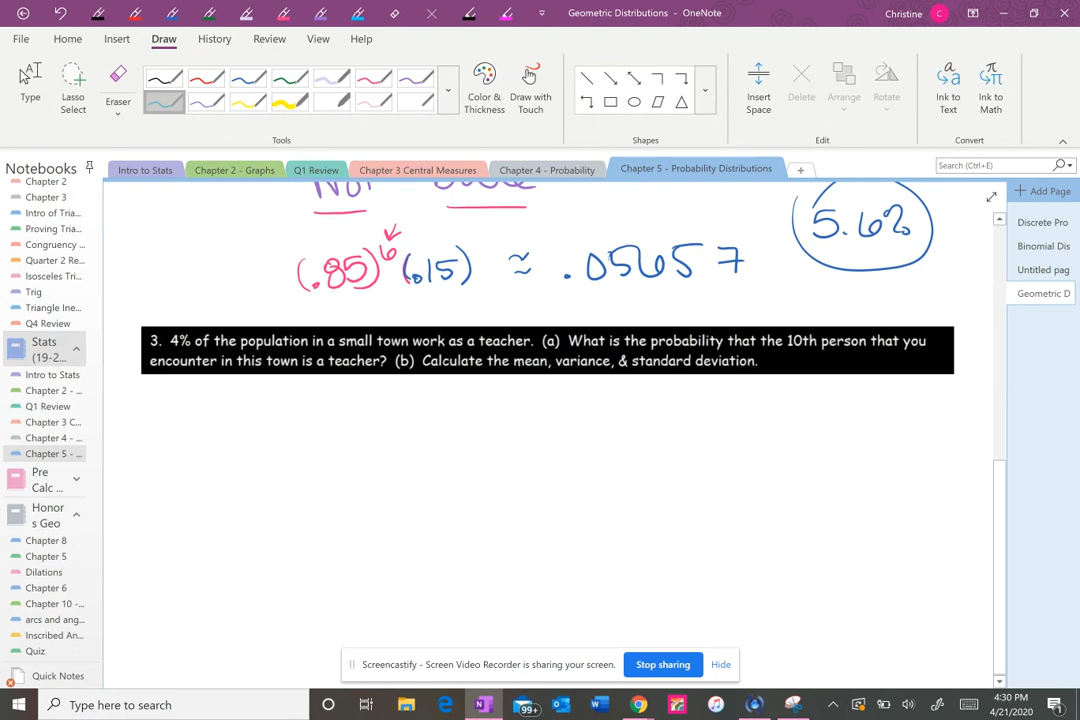 Geometric Distributions - OneNote
Christine
C
File Home Insert Draw History Review View Help
Type
Lasso Select
Eraser
Color & Thickness
Draw with Touch
Insert Space
Delete
Arrange
Rotate
Ink to Text
Ink to Math
Tools
Shapes
Edit
Convert
Notebooks
Intro to Stats
Chapter 2 - Graphs
Q1 Review
Chapter 3 Central Measures
Chapter 4 - Probability
Chapter 5 - Probability Distributions
Search (Ctrl+E)
Add Page
Discrete Pro
Binomial Dis
Untitled pag
Geometric D
Chapter 2
Chapter 3
Intro of Tria...
Proving Tria...
Congruency ...
Quarter 2 Re...
Isosceles Tri...
Trig
Triangle Ine...
Q4 Review
Stats (19-2...
Intro to Stats
Chapter 2 - ...
Q1 Review
Chapter 3 C...
Chapter 4 - ...
Chapter 5 - ...
Pre Calc ...
Honors Geo
Chapter 8
Chapter 5
Dilations
Chapter 6
Chapter 10 -...
arcs and ang...
Inscribed An...
Quiz
Quick Notes
5.6%
(.85)⁶(.15) ≈ .05657
3. 4% of the population in a small town work as a teacher. (a) What is the probability that the 10th person that you
encounter in this town is a teacher? (b) Calculate the mean, variance, & standard deviation.
Screencastify - Screen Video Recorder is sharing your screen.
Stop sharing
Hide
Type here to search
99+
4:30 PM
4/21/2020
1